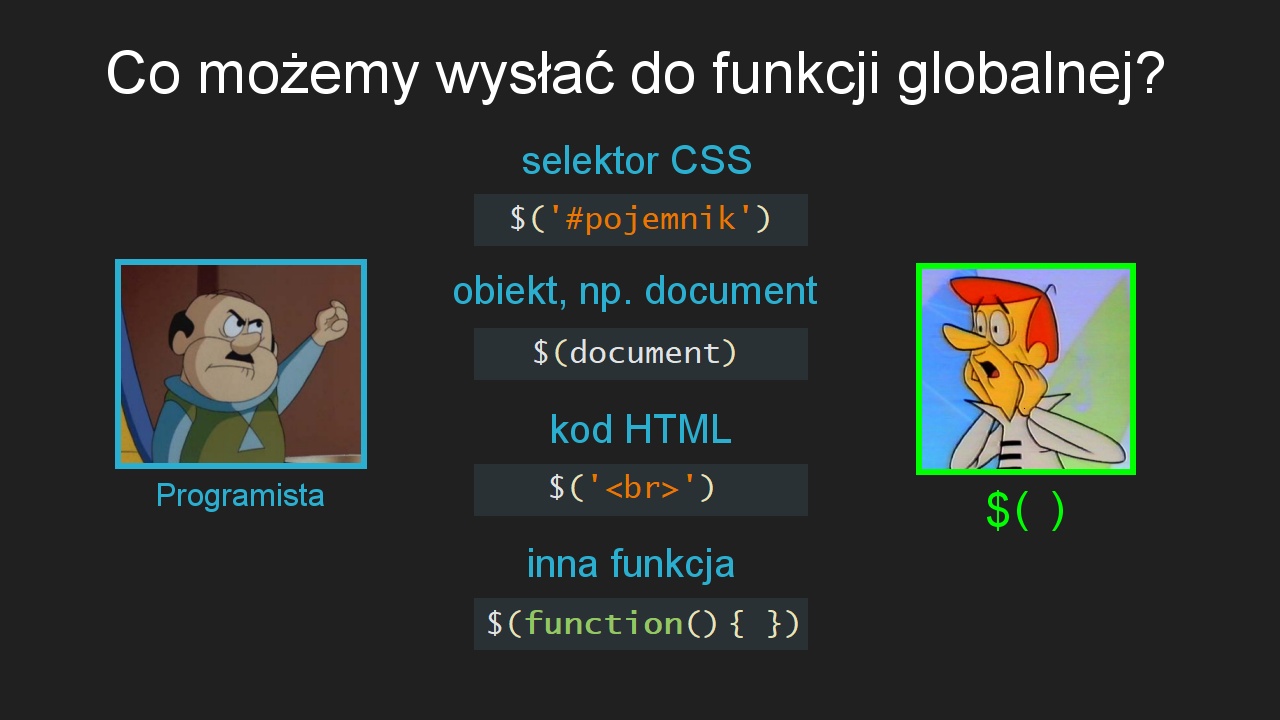 Co możemy wysłać do funkcji globalnej?
selektor CSS
$('#pojemnik')
obiekt, np. document
$(document)
kod HTML
$('<br>')
inna funkcja
$(function() { })
Programista
$( )